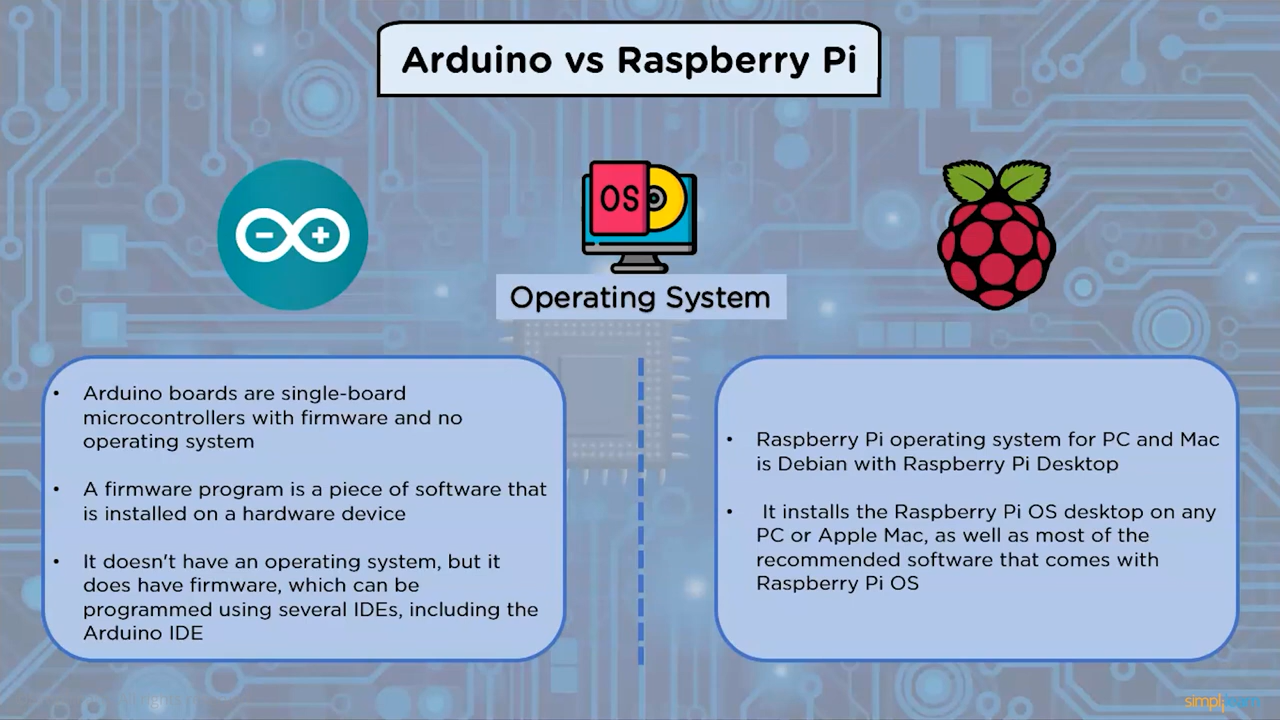 Arduino vs Raspberry Pi
OS
Operating System
• Arduino boards are single-board
microcontrollers with firmware and no
operating system
• A firmware program is a piece of software that
is installed on a hardware device
• It doesn't have an operating system, but it
does have firmware, which can be
programmed using several IDEs, including the
Arduino IDE
• Raspberry Pi operating system for PC and Mac
is Debian with Raspberry Pi Desktop
• It installs the Raspberry Pi OS desktop on any
PC or Apple Mac, as well as most of the
recommended software that comes with
Raspberry Pi OS